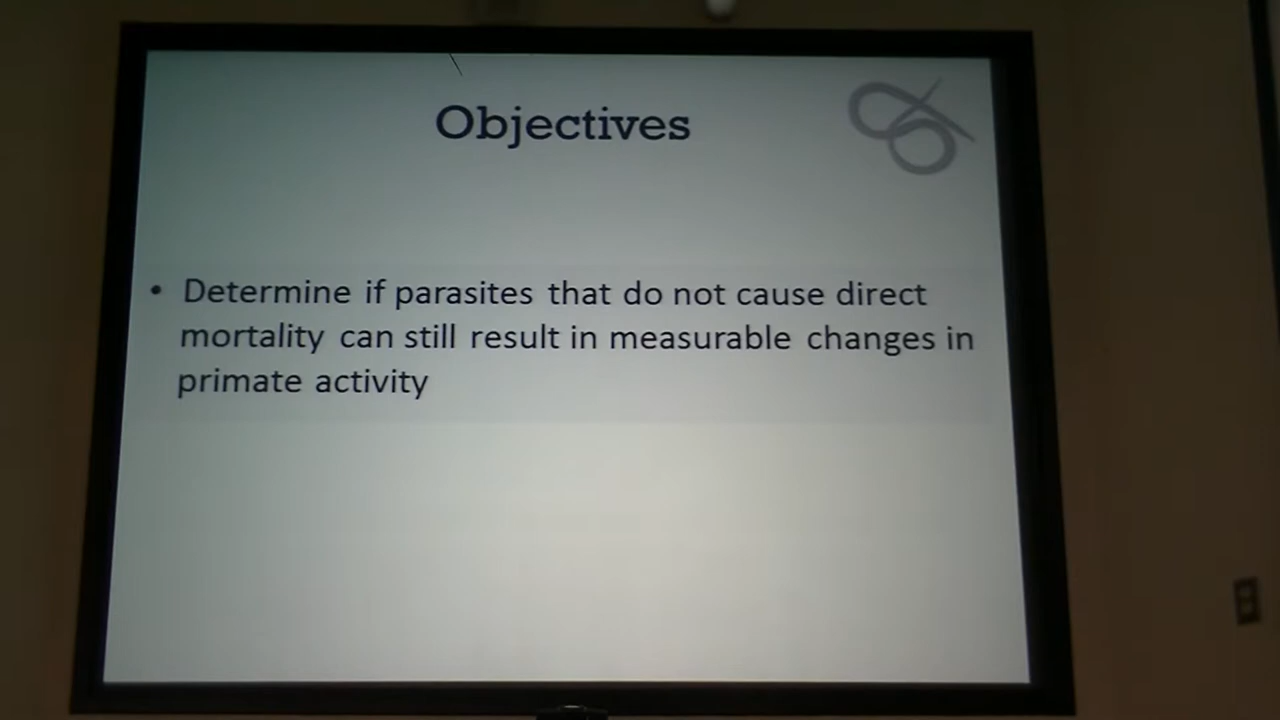 Objectives
• Determine if parasites that do not cause direct
mortality can still result in measurable changes in
primate activity